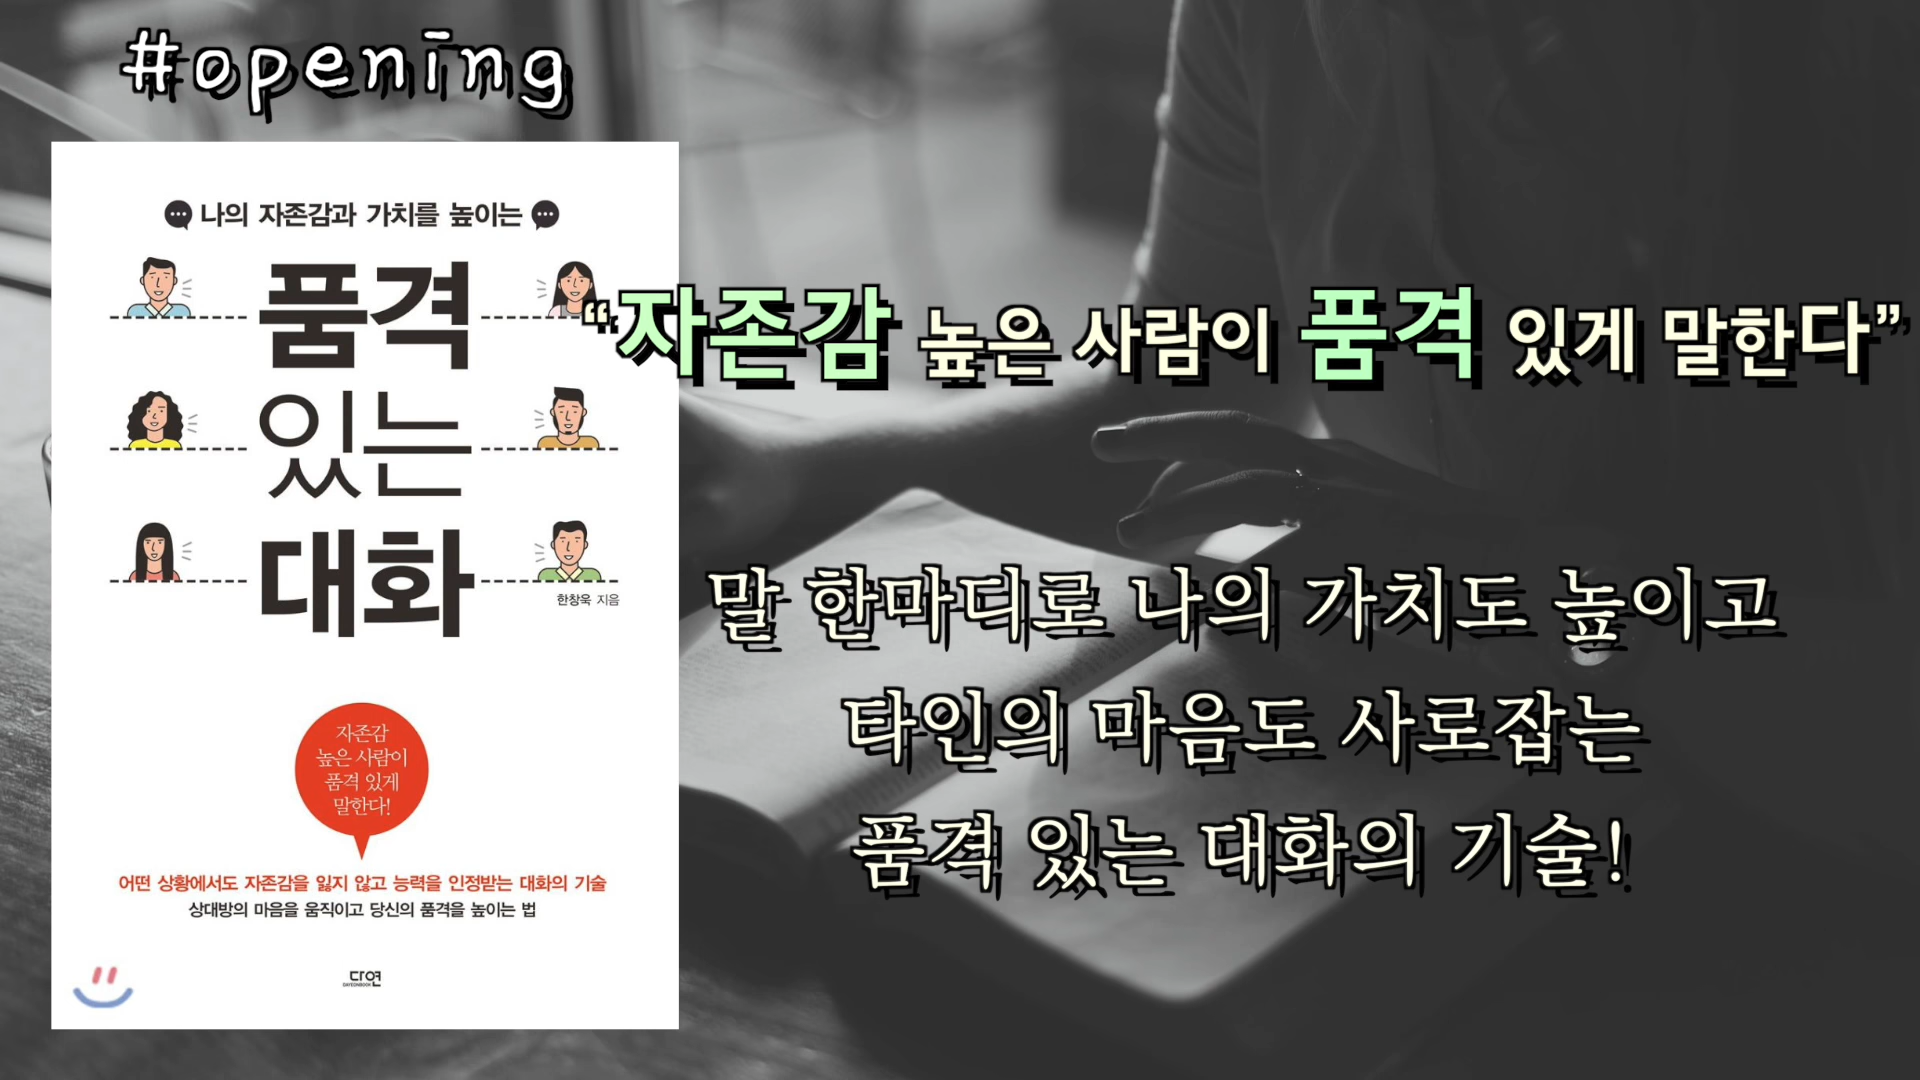 #opening
나의 자존감과 가치를 높이는
품격
있는
대화
한창욱 지음
자존감
높은 사람이
품격 있게
말한다!
어떤 상황에서도 자존감을 잃지 않고 능력을 인정받는 대화의 기술
상대방의 마음을 움직이고 당신의 품격을 높이는 법
다연
DAYEONBOOK
“자존감 높은 사람이 품격 있게 말한다”
말 한마디로 나의 가치도 높이고
타인의 마음도 사로잡는
품격 있는 대화의 기술!